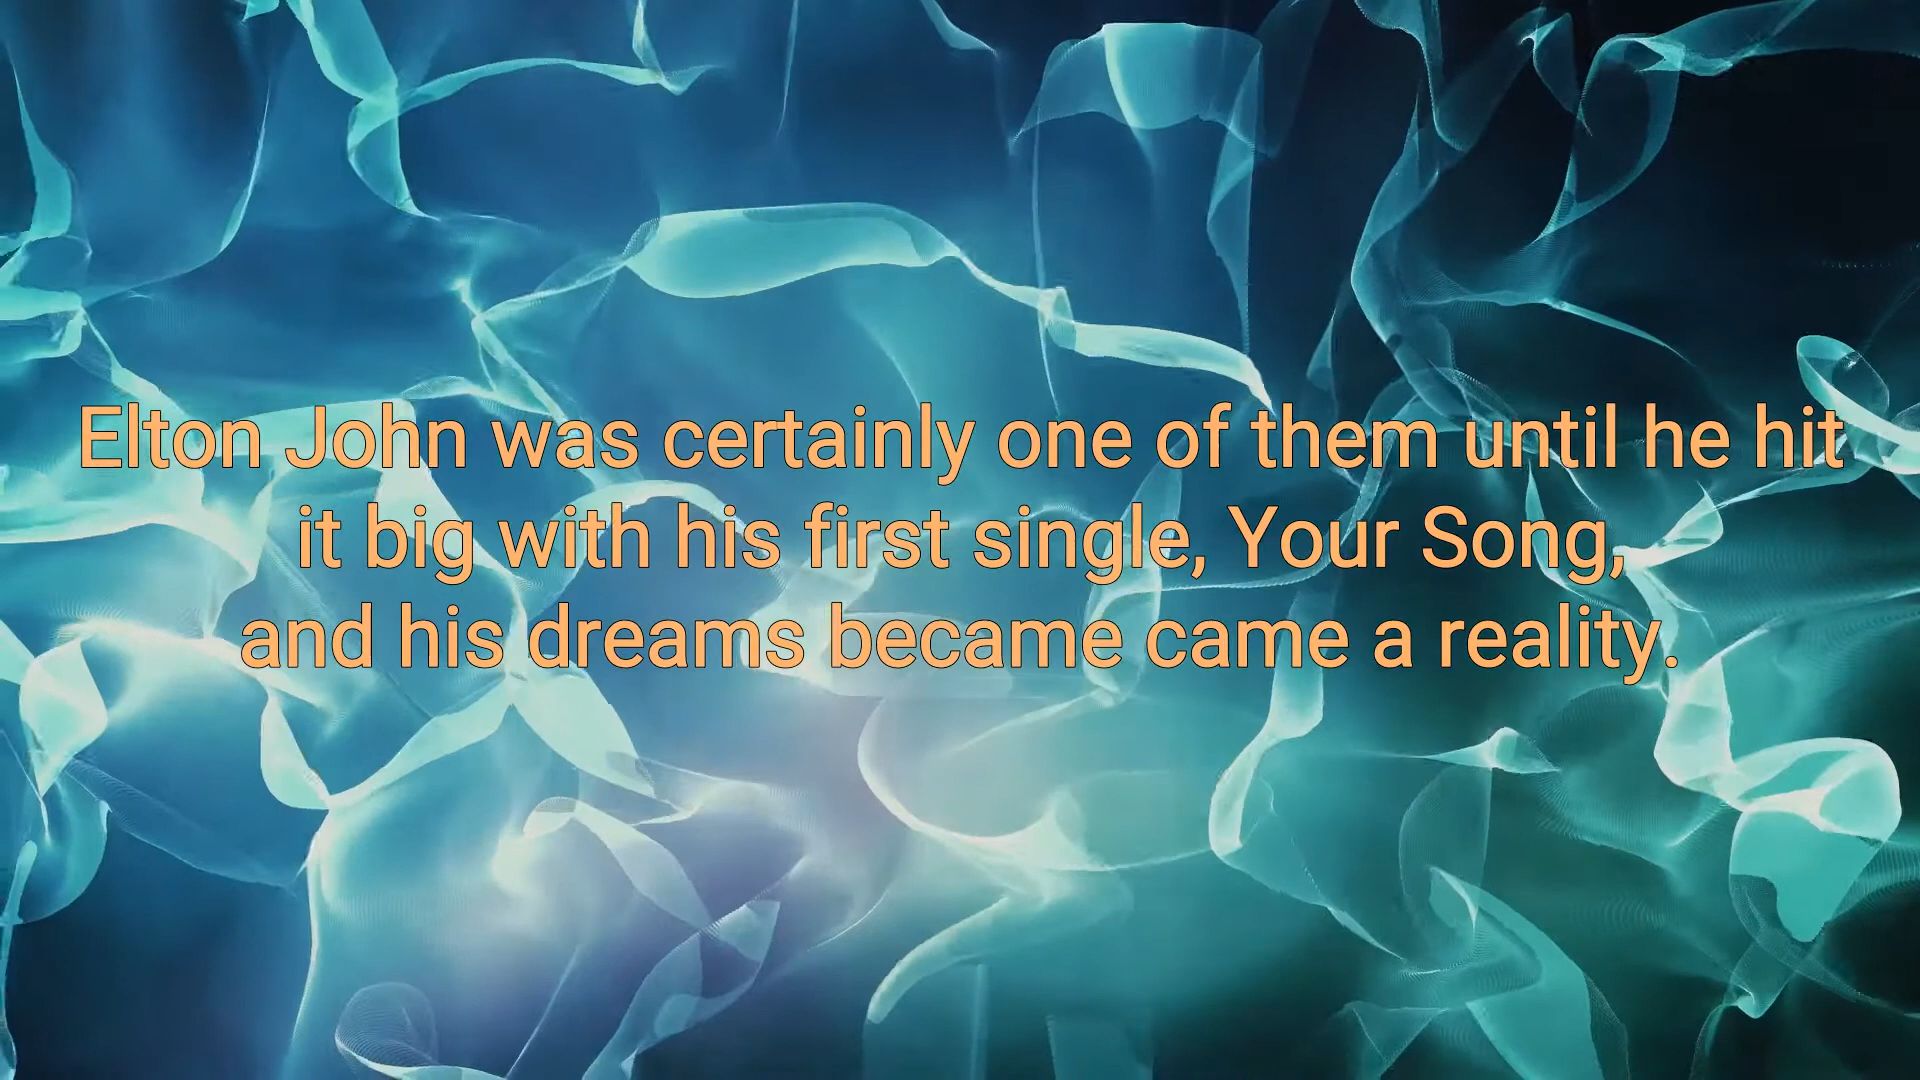 Elton John was certainly one of them until he hit
it big with his first single, Your Song,
and his dreams became came a reality.